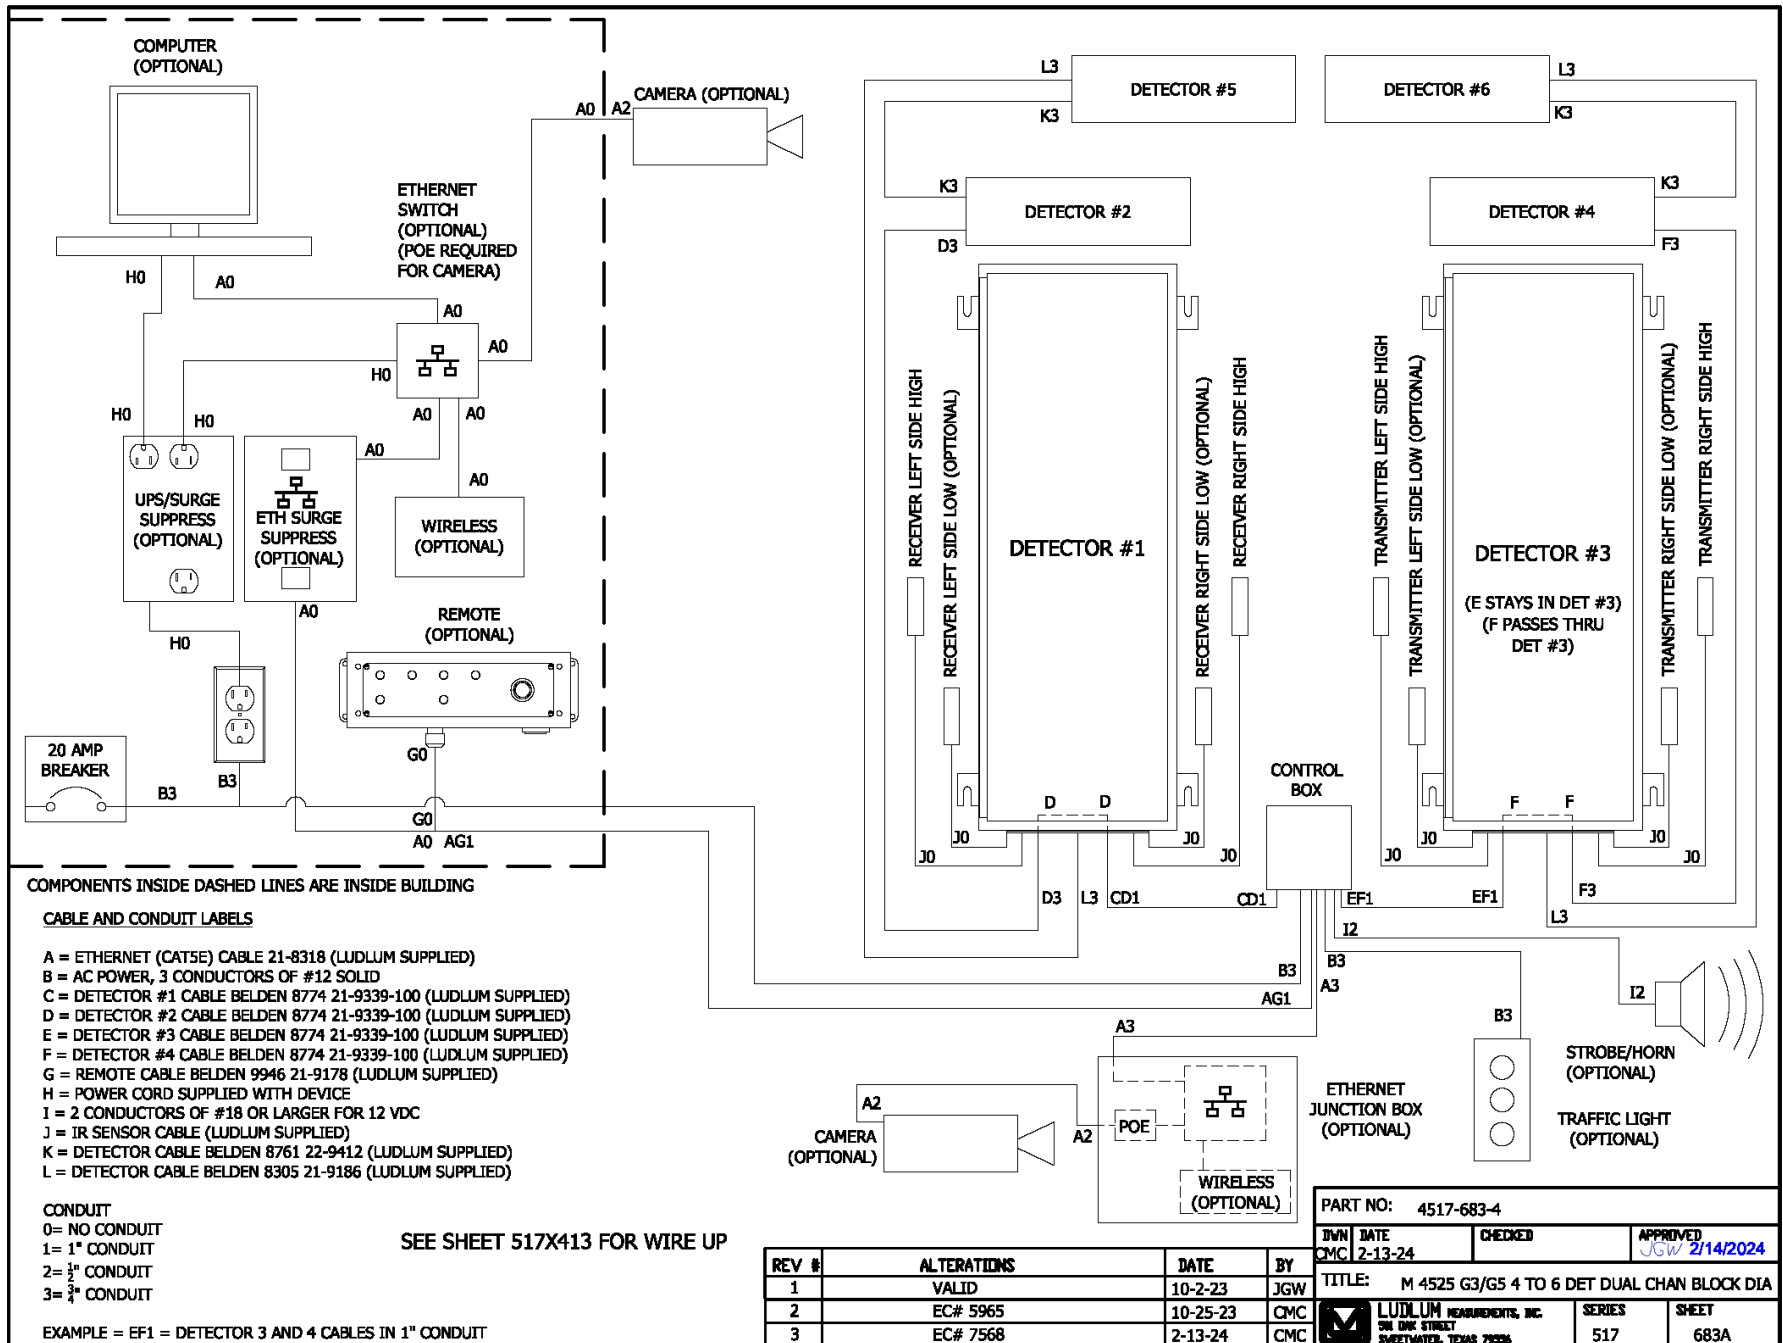 COMPUTER
(OPTIONAL)
A0
A2
CAMERA (OPTIONAL)
L3
DETECTOR #5
K3
L3
DETECTOR #6
K3
ETHERNET
SWITCH
(OPTIONAL)
(POE REQUIRED
FOR CAMERA)
K3
DETECTOR #2
D3
K3
DETECTOR #4
F3
H0
A0
A0
A0
H0
A0
A0
H0
H0
A0
A0
UPS/SURGE
SUPPRESS
(OPTIONAL)
ETH SURGE
SUPPRESS
(OPTIONAL)
WIRELESS
(OPTIONAL)
A0
H0
REMOTE
(OPTIONAL)
G0
20 AMP
BREAKER
B3
B3
G0
A0 AG1
RECEIVER LEFT SIDE HIGH
RECEIVER LEFT SIDE LOW (OPTIONAL)
DETECTOR #1
RECEIVER RIGHT SIDE LOW (OPTIONAL)
RECEIVER RIGHT SIDE HIGH
TRANSMITTER LEFT SIDE HIGH
TRANSMITTER LEFT SIDE LOW (OPTIONAL)
DETECTOR #3
(E STAYS IN DET #3)
(F PASSES THRU
DET #3)
TRANSMITTER RIGHT SIDE LOW (OPTIONAL)
TRANSMITTER RIGHT SIDE HIGH
CONTROL
BOX
D D
F F
J0
J0
J0
J0
J0
J0
J0
J0
D3
L3
CD1
CD1
EF1
EF1
F3
L3
I2
B3
B3
A3
AG1
I2
B3
A3
STROBE/HORN
(OPTIONAL)
TRAFFIC LIGHT
(OPTIONAL)
ETHERNET
JUNCTION BOX
(OPTIONAL)
A2
A2
POE
CAMERA
(OPTIONAL)
WIRELESS
(OPTIONAL)
COMPONENTS INSIDE DASHED LINES ARE INSIDE BUILDING
CABLE AND CONDUIT LABELS
A = ETHERNET (CAT5E) CABLE 21-8318 (LUDLUM SUPPLIED)
B = AC POWER, 3 CONDUCTORS OF #12 SOLID
C = DETECTOR #1 CABLE BELDEN 8774 21-9339-100 (LUDLUM SUPPLIED)
D = DETECTOR #2 CABLE BELDEN 8774 21-9339-100 (LUDLUM SUPPLIED)
E = DETECTOR #3 CABLE BELDEN 8774 21-9339-100 (LUDLUM SUPPLIED)
F = DETECTOR #4 CABLE BELDEN 8774 21-9339-100 (LUDLUM SUPPLIED)
G = REMOTE CABLE BELDEN 9946 21-9178 (LUDLUM SUPPLIED)
H = POWER CORD SUPPLIED WITH DEVICE
I = 2 CONDUCTORS OF #18 OR LARGER FOR 12 VDC
J = IR SENSOR CABLE (LUDLUM SUPPLIED)
K = DETECTOR CABLE BELDEN 8761 22-9412 (LUDLUM SUPPLIED)
L = DETECTOR CABLE BELDEN 8305 21-9186 (LUDLUM SUPPLIED)
CONDUIT
0= NO CONDUIT
1= 1" CONDUIT
2= 1/2" CONDUIT
3= 3/4" CONDUIT
EXAMPLE = EF1 = DETECTOR 3 AND 4 CABLES IN 1" CONDUIT
SEE SHEET 517X413 FOR WIRE UP
REV # ALTERATIONS DATE BY
1 VALID 10-2-23 JGW
2 EC# 5965 10-25-23 CMC
3 EC# 7568 2-13-24 CMC
PART NO: 4517-683-4
DWN DATE CHECKED APPROVED
CMC 2-13-24 JGW 2/14/2024
TITLE: M 4525 G3/G5 4 TO 6 DET DUAL CHAN BLOCK DIA
LUDLUM MEASUREMENTS, INC.
501 OAK STREET
SWEETWATER, TEXAS 79556
SERIES SHEET
517 683A